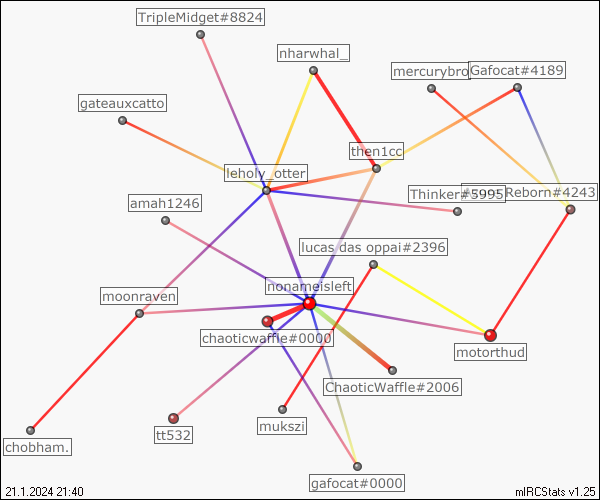 TripleMidget#8824
nharwhal_
mercurybro
Gafocat#4189
gateauxcatto
then1cc
leholy_otter
Thinker#5995
Reborn#4243
amah1246
lucas das oppai#2396
nonameisleft
moonraven
chaoticwaffle#0000
motorthud
ChaoticWaffle#2006
mukszi
tt532
chobham.
gafocat#0000
21.1.2024 21:40
mIRCStats v1.25